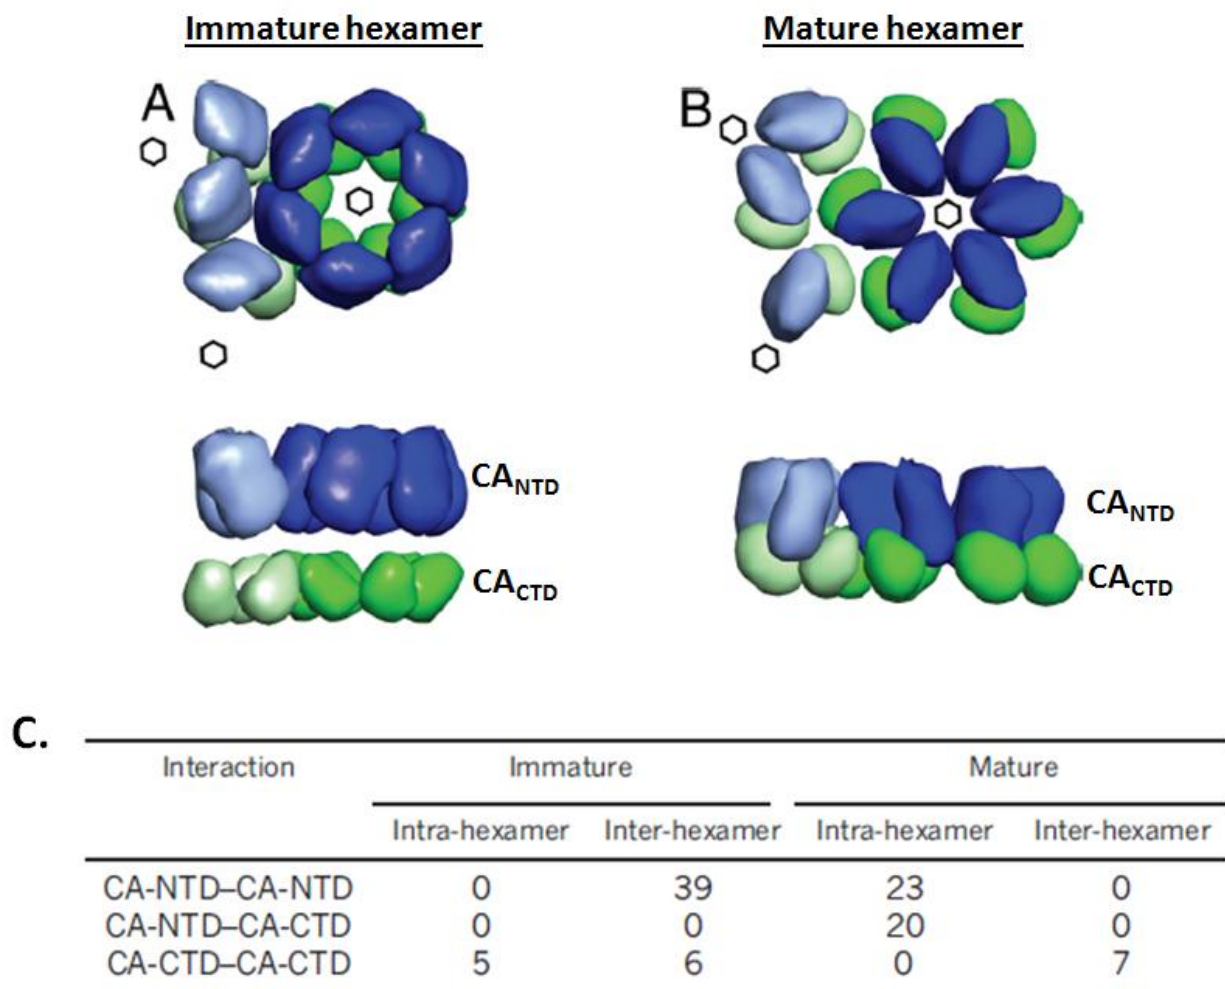 Immature hexamer
Mature hexamer
A
B
CANTD
CACTD
CANTD
CACTD
C.
Interaction Immature Mature
Intra-hexamer Inter-hexamer Intra-hexamer Inter-hexamer
CA-NTD–CA-NTD 0 39 23 0
CA-NTD–CA-CTD 0 0 20 0
CA-CTD–CA-CTD 5 6 0 7